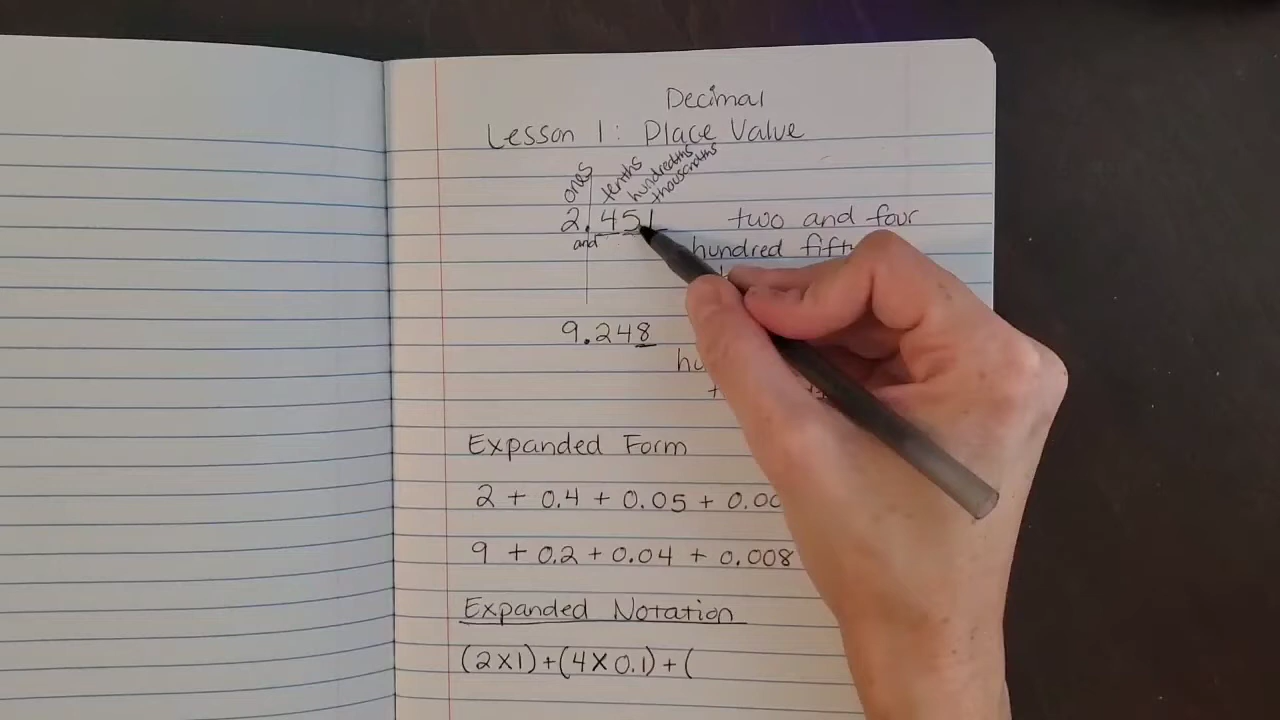 Decimal
Lesson 1: Place Value
ones tenths hundredths thousandths
2.451 two and four
and hundred fifty
9.248
Expanded Form
2 + 0.4 + 0.05 + 0.00
9 + 0.2 + 0.04 + 0.008
Expanded Notation
(2x1)+(4x0.1)+(